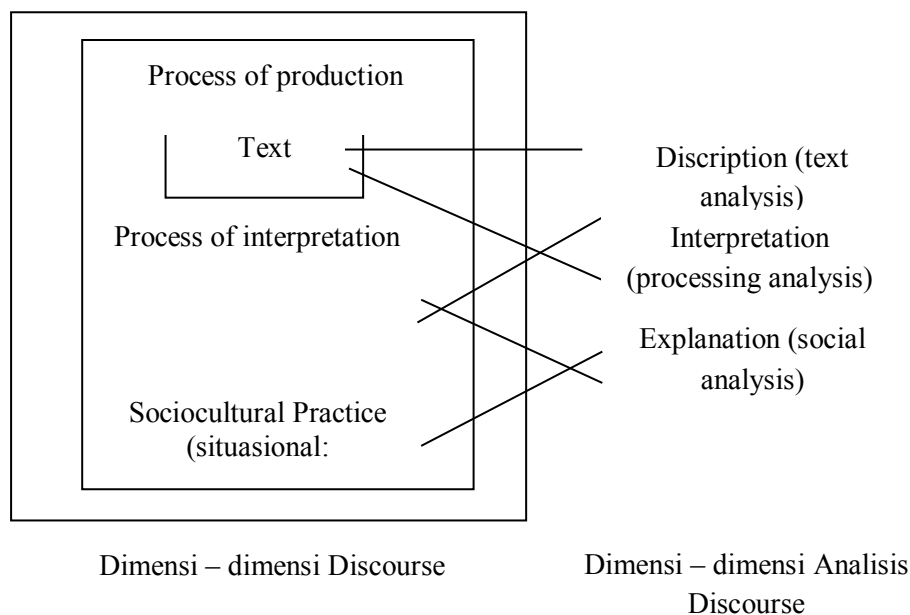 Process of production
Text
Process of interpretation
Sociocultural Practice
(situasional:
Discription (text
analysis)
Interpretation
(processing analysis)
Explanation (social
analysis)
Dimensi – dimensi Discourse
Dimensi – dimensi Analisis
Discourse